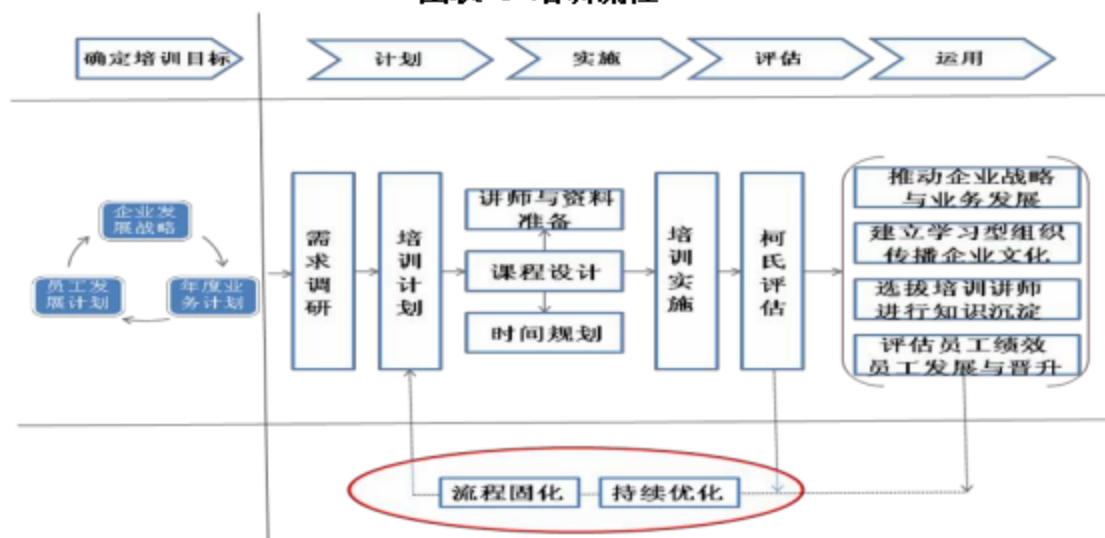 确定培训目标
计划
实施
评估
运用
企业发
展战略
员工发
展计划
年度业
务计划
需求调研
培训计划
讲师与资料
准备
课程设计
时间规划
培训实施
柯氏评估
推动企业战略
与业务发展
建立学习型组织
传播企业文化
选拔培训讲师
进行知识沉淀
评估员工绩效
员工发展与晋升
流程固化
持续优化